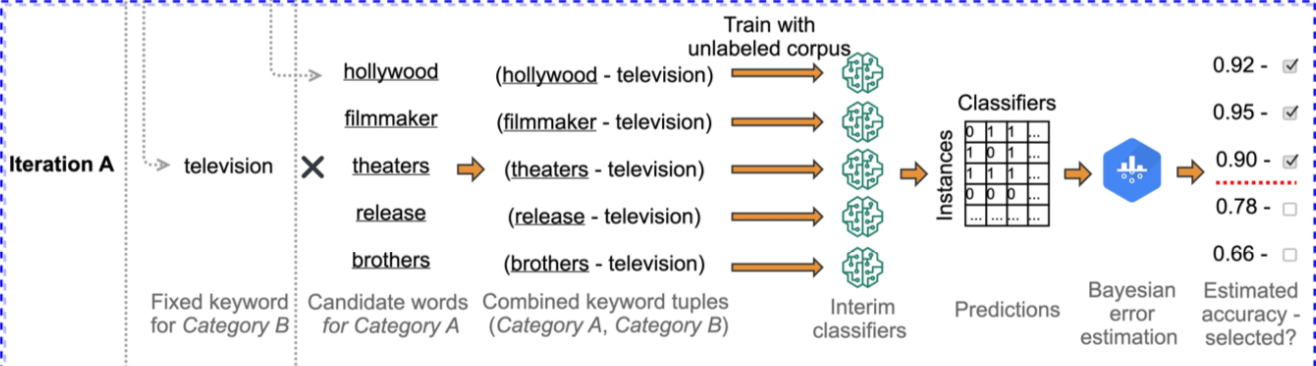 Train with
unlabeled corpus
hollywood (hollywood - television) 0.92 -
filmmaker (filmmaker - television) 0.95 -
Iteration A television theaters (theaters - television) 0.90 -
release (release - television) 0.78 -
brothers (brothers - television) 0.66 -
Classifiers
Instances
0 1 1 ...
1 0 1 ...
1 1 1 ...
0 0 0 ...
... ... ... ...
Fixed keyword
for Category B
Candidate words
for Category A
Combined keyword tuples
(Category A, Category B)
Interim
classifiers
Predictions
Bayesian
error
estimation
Estimated
accuracy -
selected?